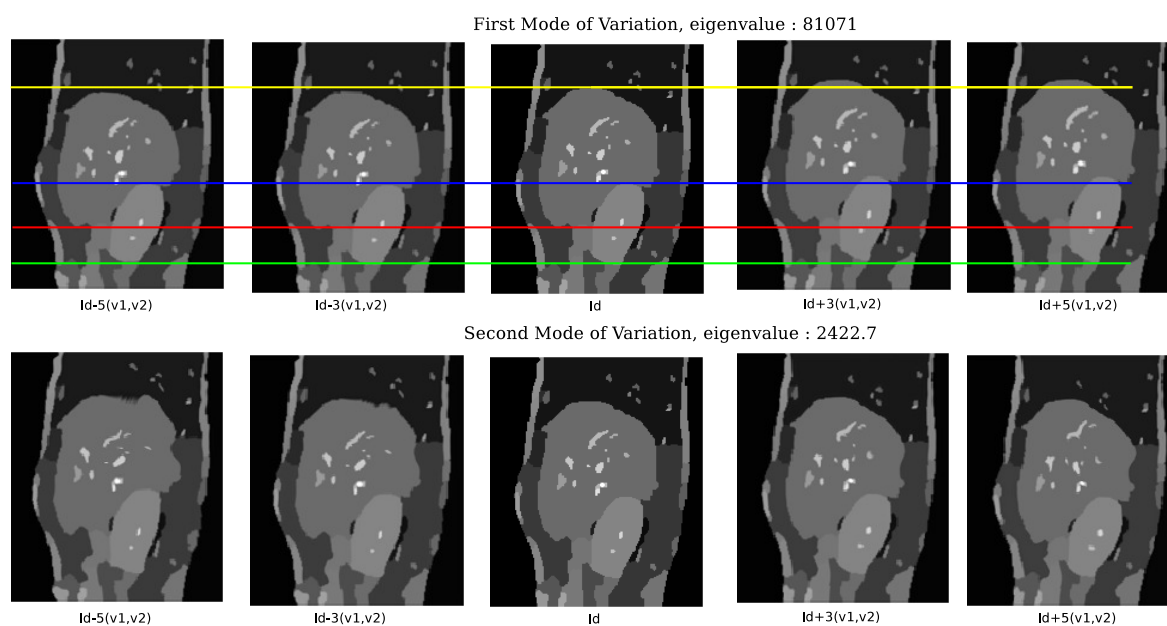 First Mode of Variation, eigenvalue : 81071
Id-5(v1,v2) Id-3(v1,v2) Id Id+3(v1,v2) Id+5(v1,v2)
Second Mode of Variation, eigenvalue : 2422.7
Id-5(v1,v2) Id-3(v1,v2) Id Id+3(v1,v2) Id+5(v1,v2)